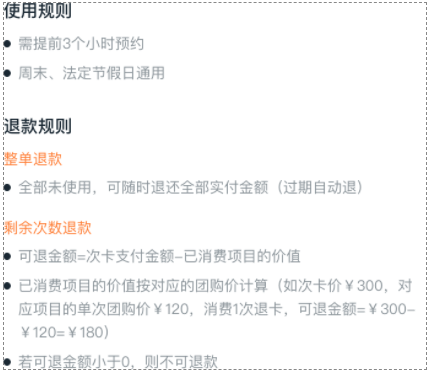 使用规则
需提前3个小时预约
周末、法定节假日通用
退款规则
整单退款
全部未使用，可随时退还全部实付金额（过期自动退）
剩余次数退款
可退金额=次卡支付金额-已消费项目的价值
已消费项目的价值按对应的团购价计算（如次卡价￥300，对
应项目的单次团购价￥120，消费1次退卡，可退金额=￥300-
￥120=￥180）
若可退金额小于0，则不可退款